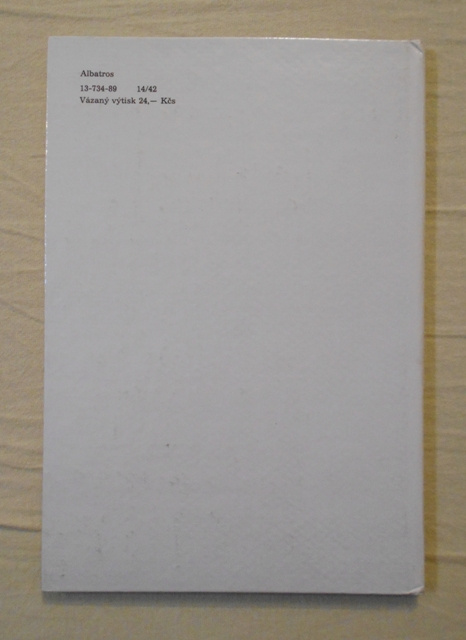 Albatros
13-734-89 14/42
Vázaný výtisk 24,— Kčs